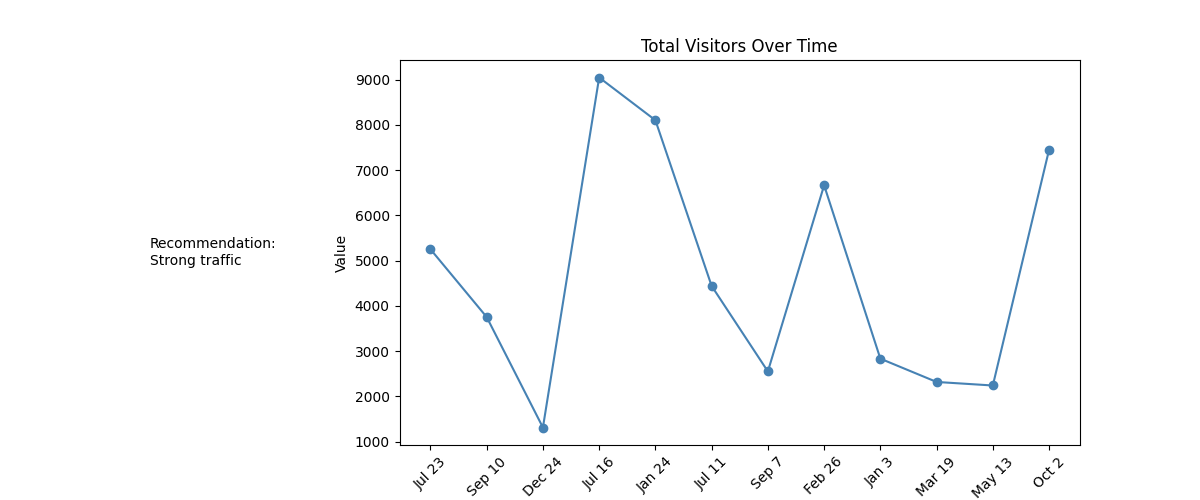 Total Visitors Over Time
Recommendation:
Strong traffic
Value
9000
8000
7000
6000
5000
4000
3000
2000
1000
Jul 23
Sep 10
Dec 24
Jul 16
Jan 24
Jul 11
Sep 7
Feb 26
Jan 3
Mar 19
May 13
Oct 2